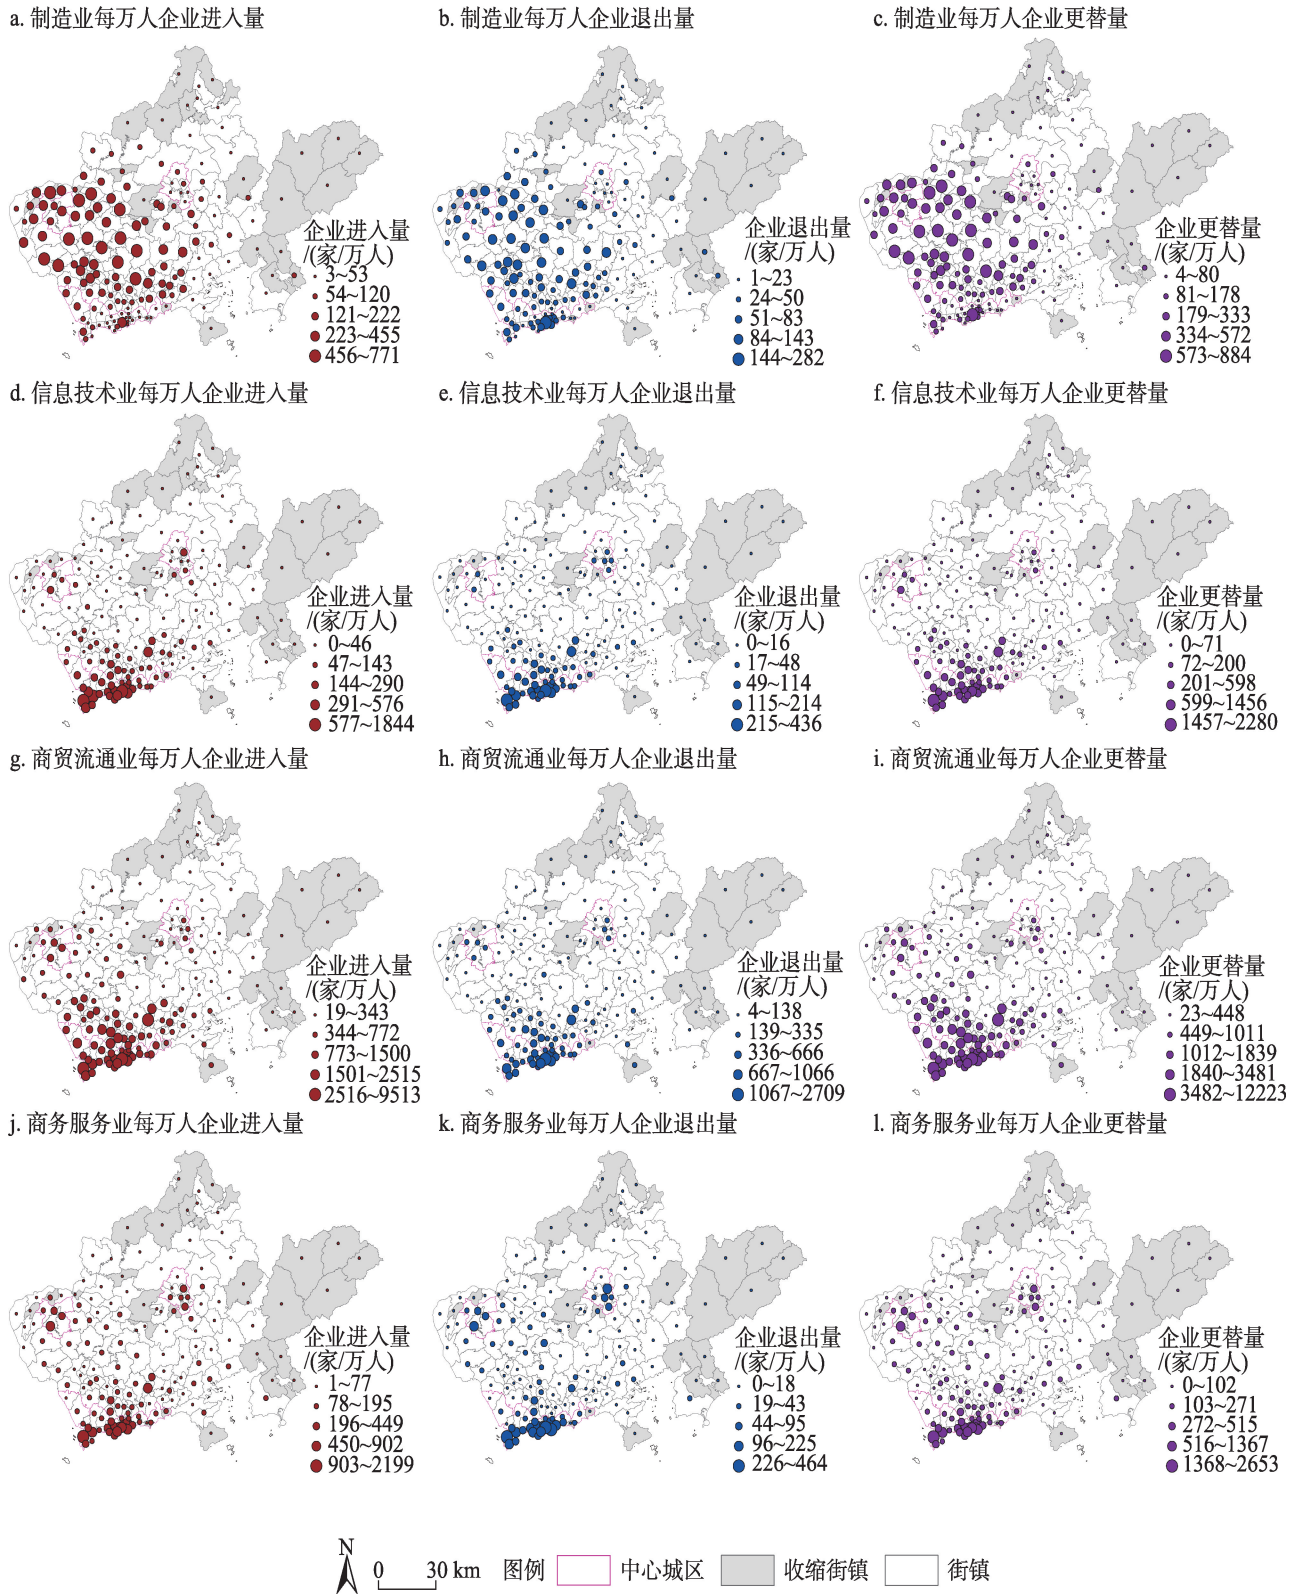 a. 制造业每万人企业进入量
b. 制造业每万人企业退出量
c. 制造业每万人企业更替量
企业进入量
/(家/万人)
3~53
54~120
121~222
223~455
456~771
企业退出量
/(家/万人)
1~23
24~50
51~83
84~143
144~282
企业更替量
/(家/万人)
4~80
81~178
179~333
334~572
573~884
d. 信息技术业每万人企业进入量
e. 信息技术业每万人企业退出量
f. 信息技术业每万人企业更替量
企业进入量
/(家/万人)
0~46
47~143
144~290
291~576
577~1844
企业退出量
/(家/万人)
0~16
17~48
49~114
115~214
215~436
企业更替量
/(家/万人)
0~71
72~200
201~598
599~1456
1457~2280
g. 商贸流通业每万人企业进入量
h. 商贸流通业每万人企业退出量
i. 商贸流通业每万人企业更替量
企业进入量
/(家/万人)
19~343
344~772
773~1500
1501~2515
2516~9513
企业退出量
/(家/万人)
4~138
139~335
336~666
667~1066
1067~2709
企业更替量
/(家/万人)
23~448
449~1011
1012~1839
1840~3481
3482~12223
j. 商务服务业每万人企业进入量
k. 商务服务业每万人企业退出量
l. 商务服务业每万人企业更替量
企业进入量
/(家/万人)
1~77
78~195
196~449
450~902
903~2199
企业退出量
/(家/万人)
0~18
19~43
44~95
96~225
226~464
企业更替量
/(家/万人)
0~102
103~271
272~515
516~1367
1368~2653
N
0 30 km 图例 中心城区 收缩街镇 街镇